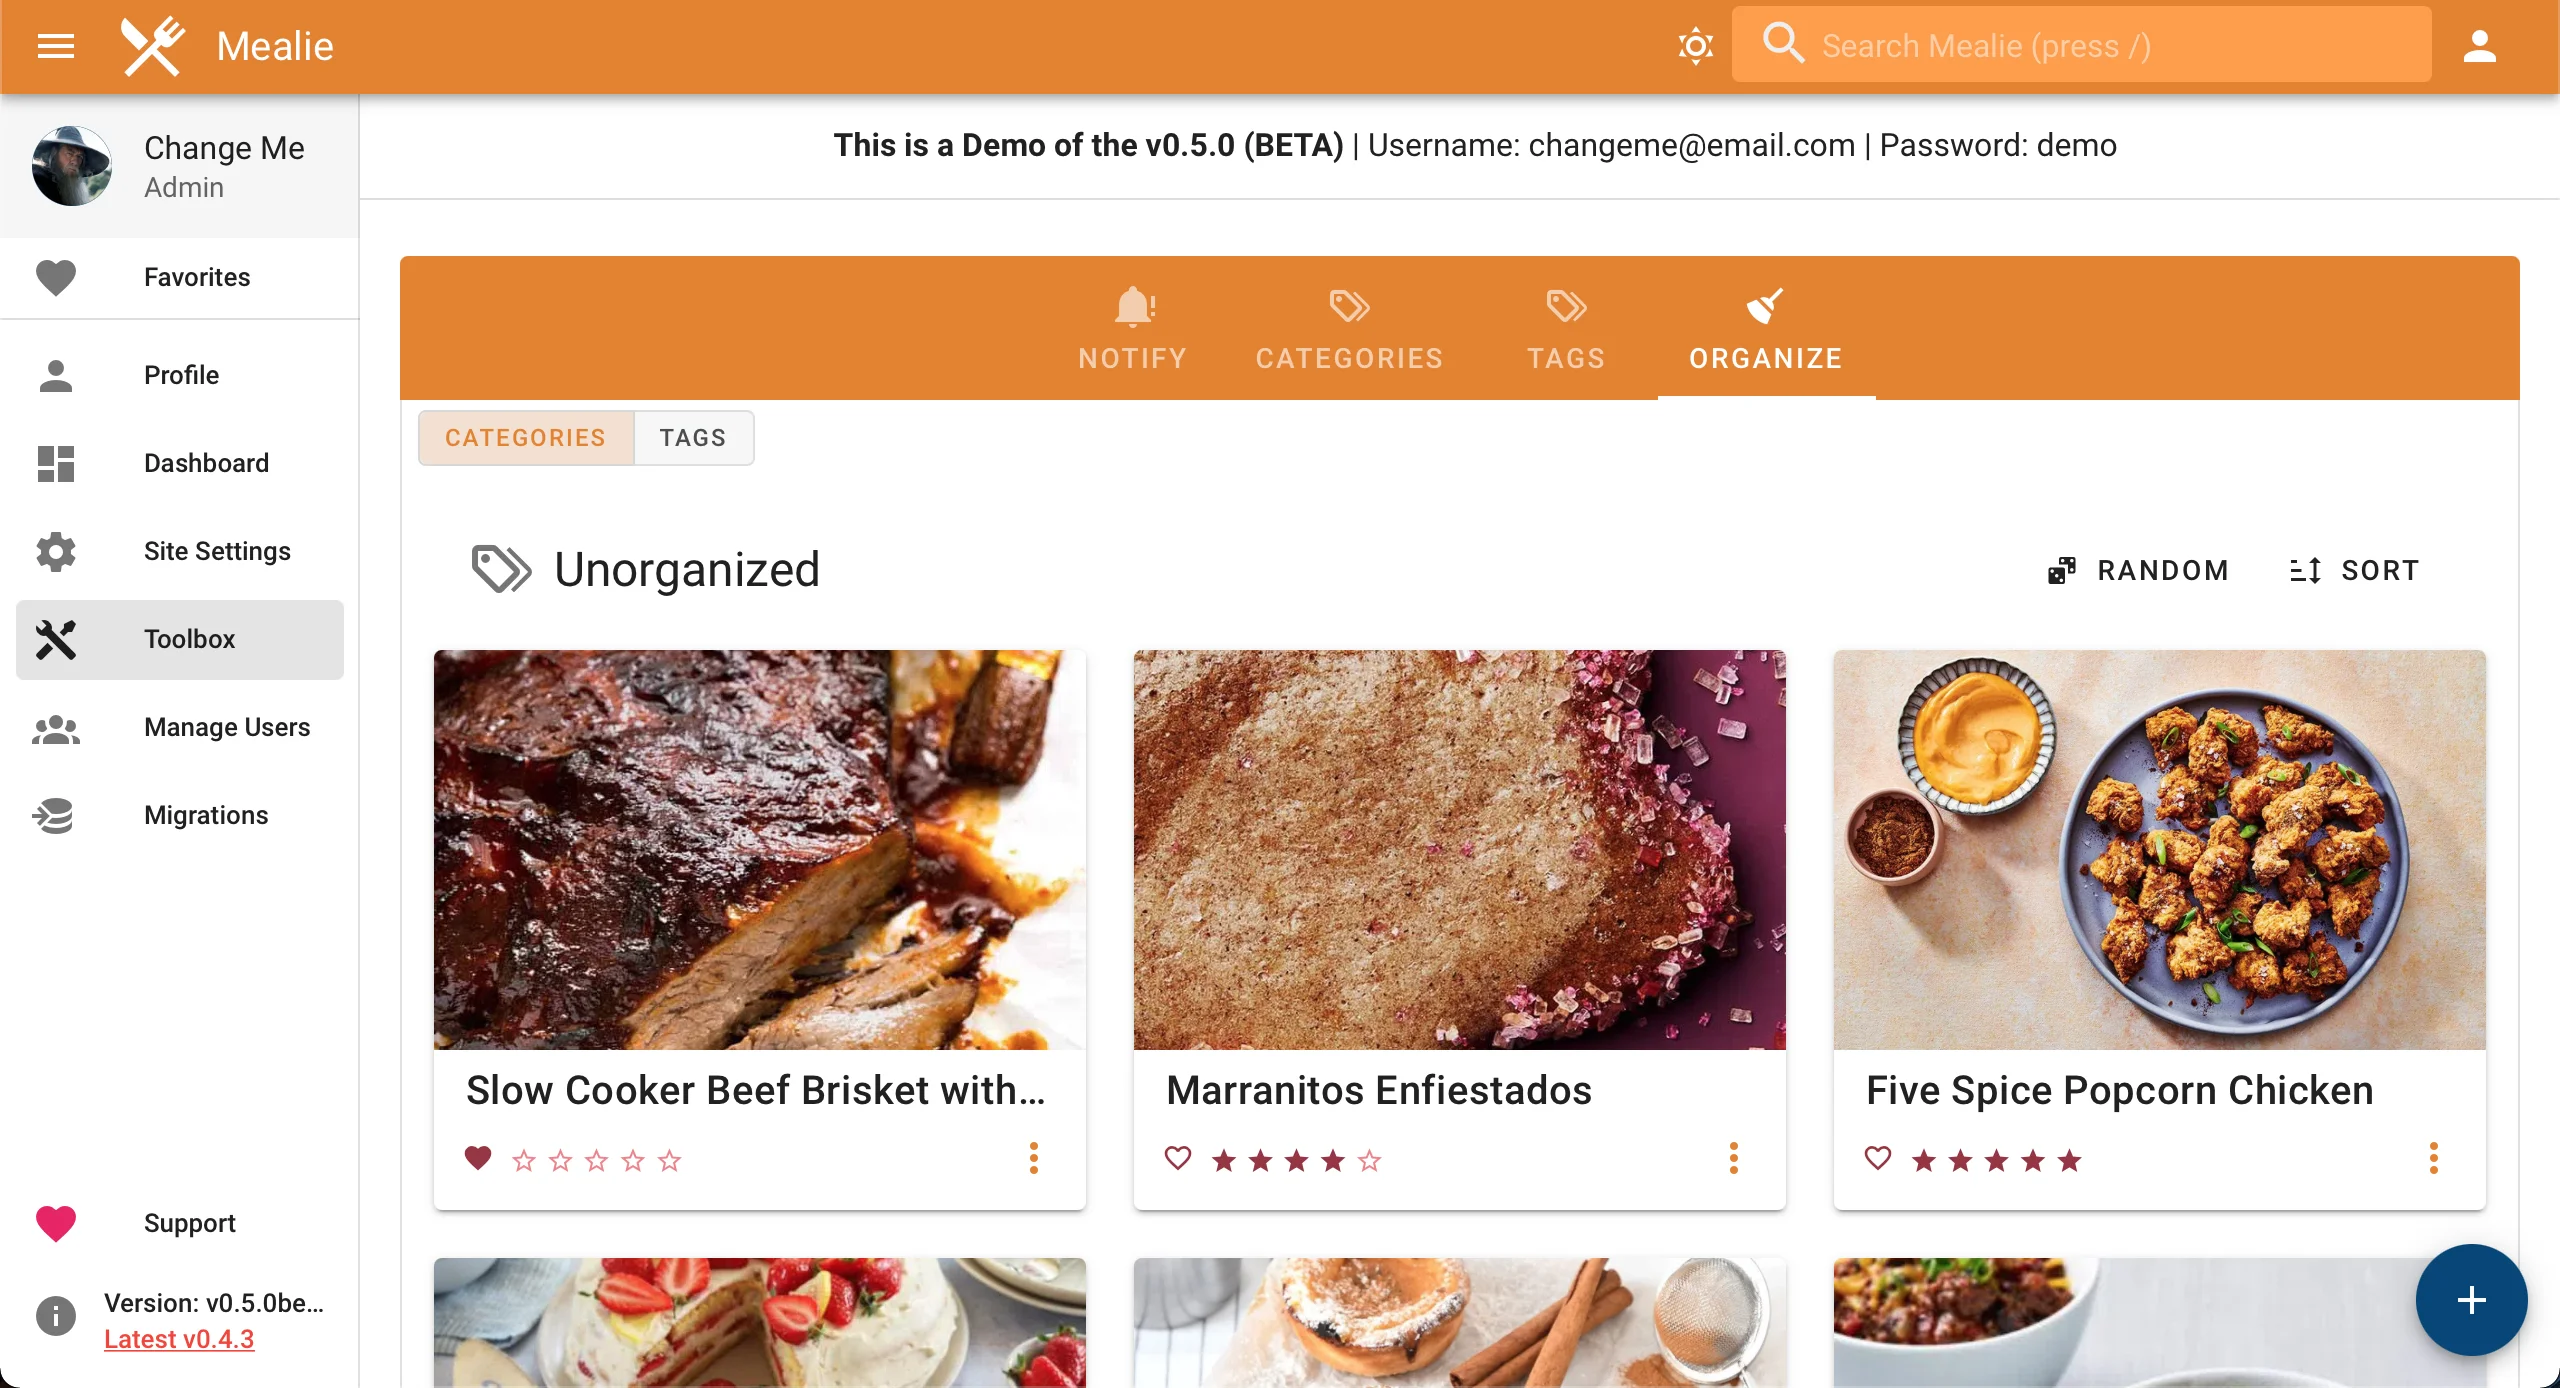 Mealie
Search Mealie (press /)
Change Me
Admin
Favorites
Profile
Dashboard
Site Settings
Toolbox
Manage Users
Migrations
Support
Version: v0.5.0be...
Latest v0.4.3
This is a Demo of the v0.5.0 (BETA) | Username: changeme@email.com | Password: demo
NOTIFY
CATEGORIES
TAGS
ORGANIZE
CATEGORIES
TAGS
Unorganized
RANDOM
SORT
Slow Cooker Beef Brisket with...
Marranitos Enfiestados
Five Spice Popcorn Chicken